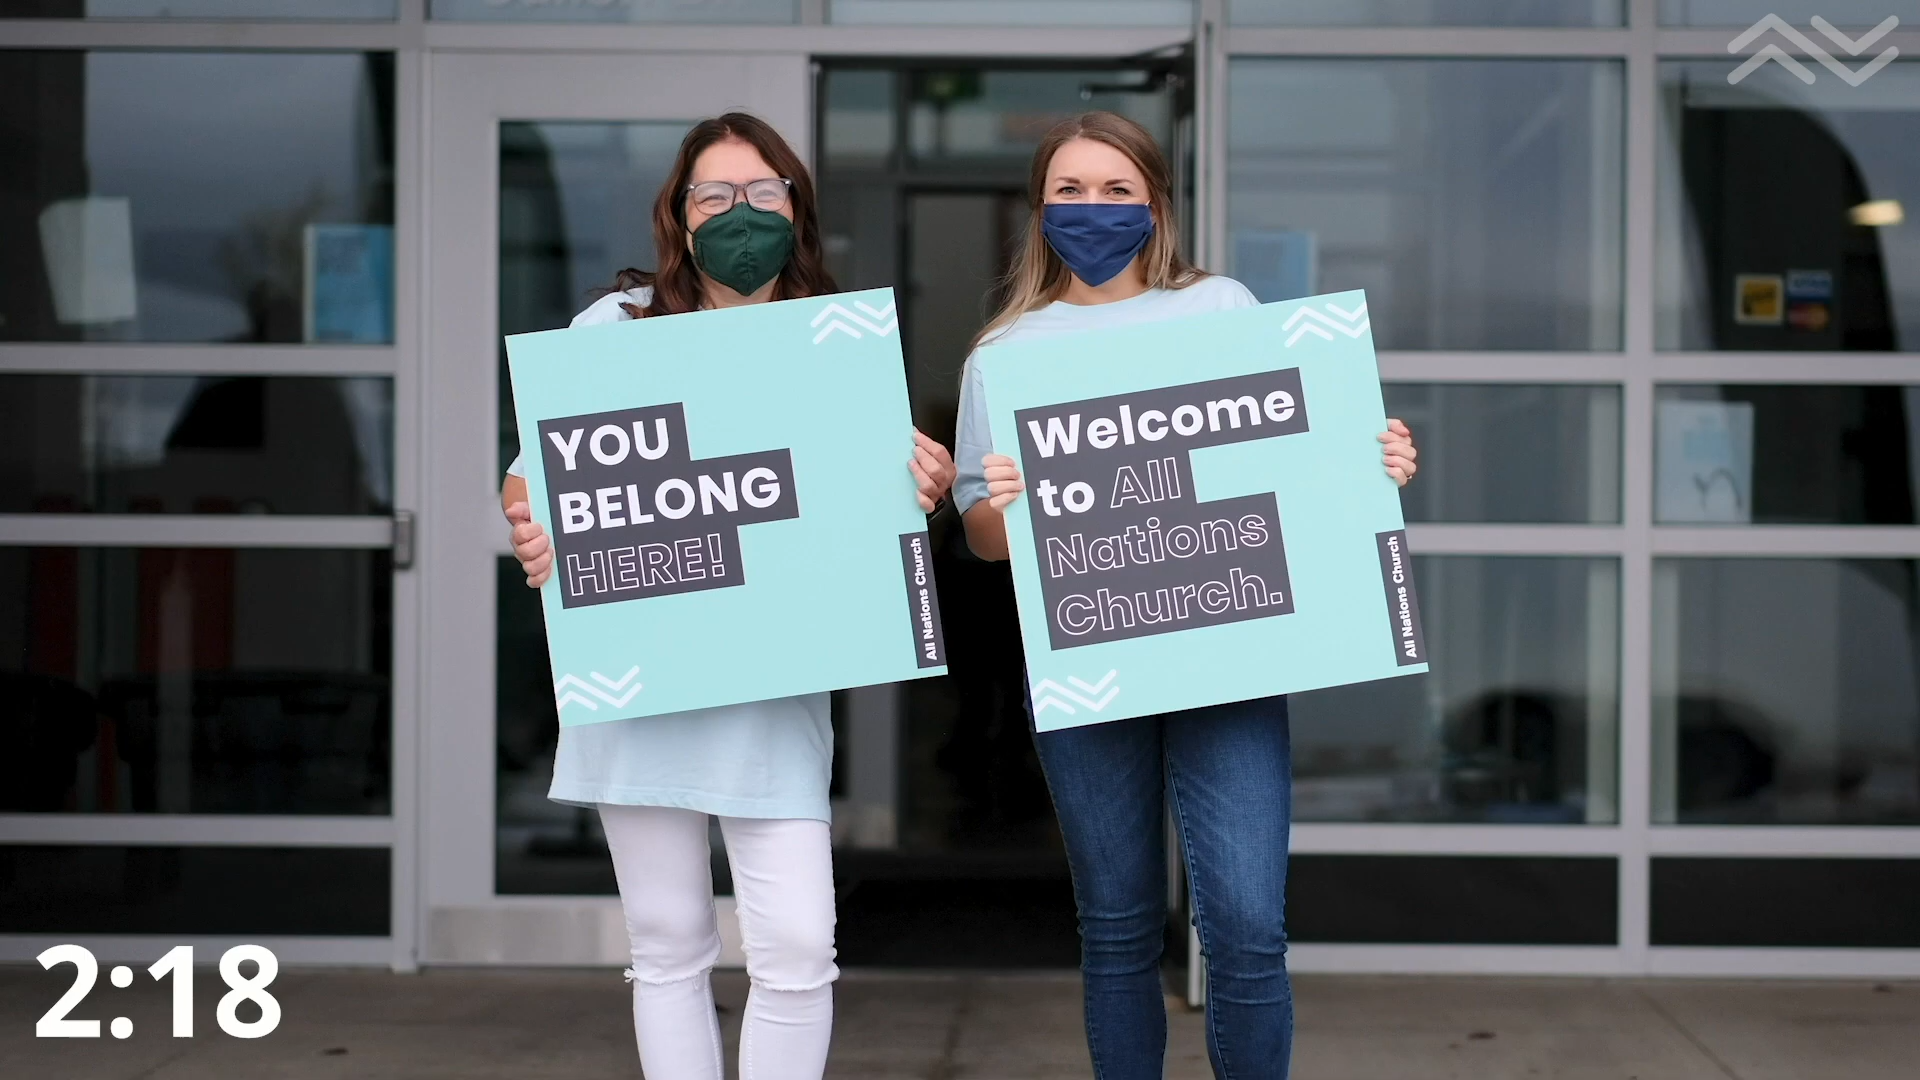 YOU
BELONG
HERE!
All Nations Church
Welcome
to All
Nations
Church.
All Nations Church
2:18